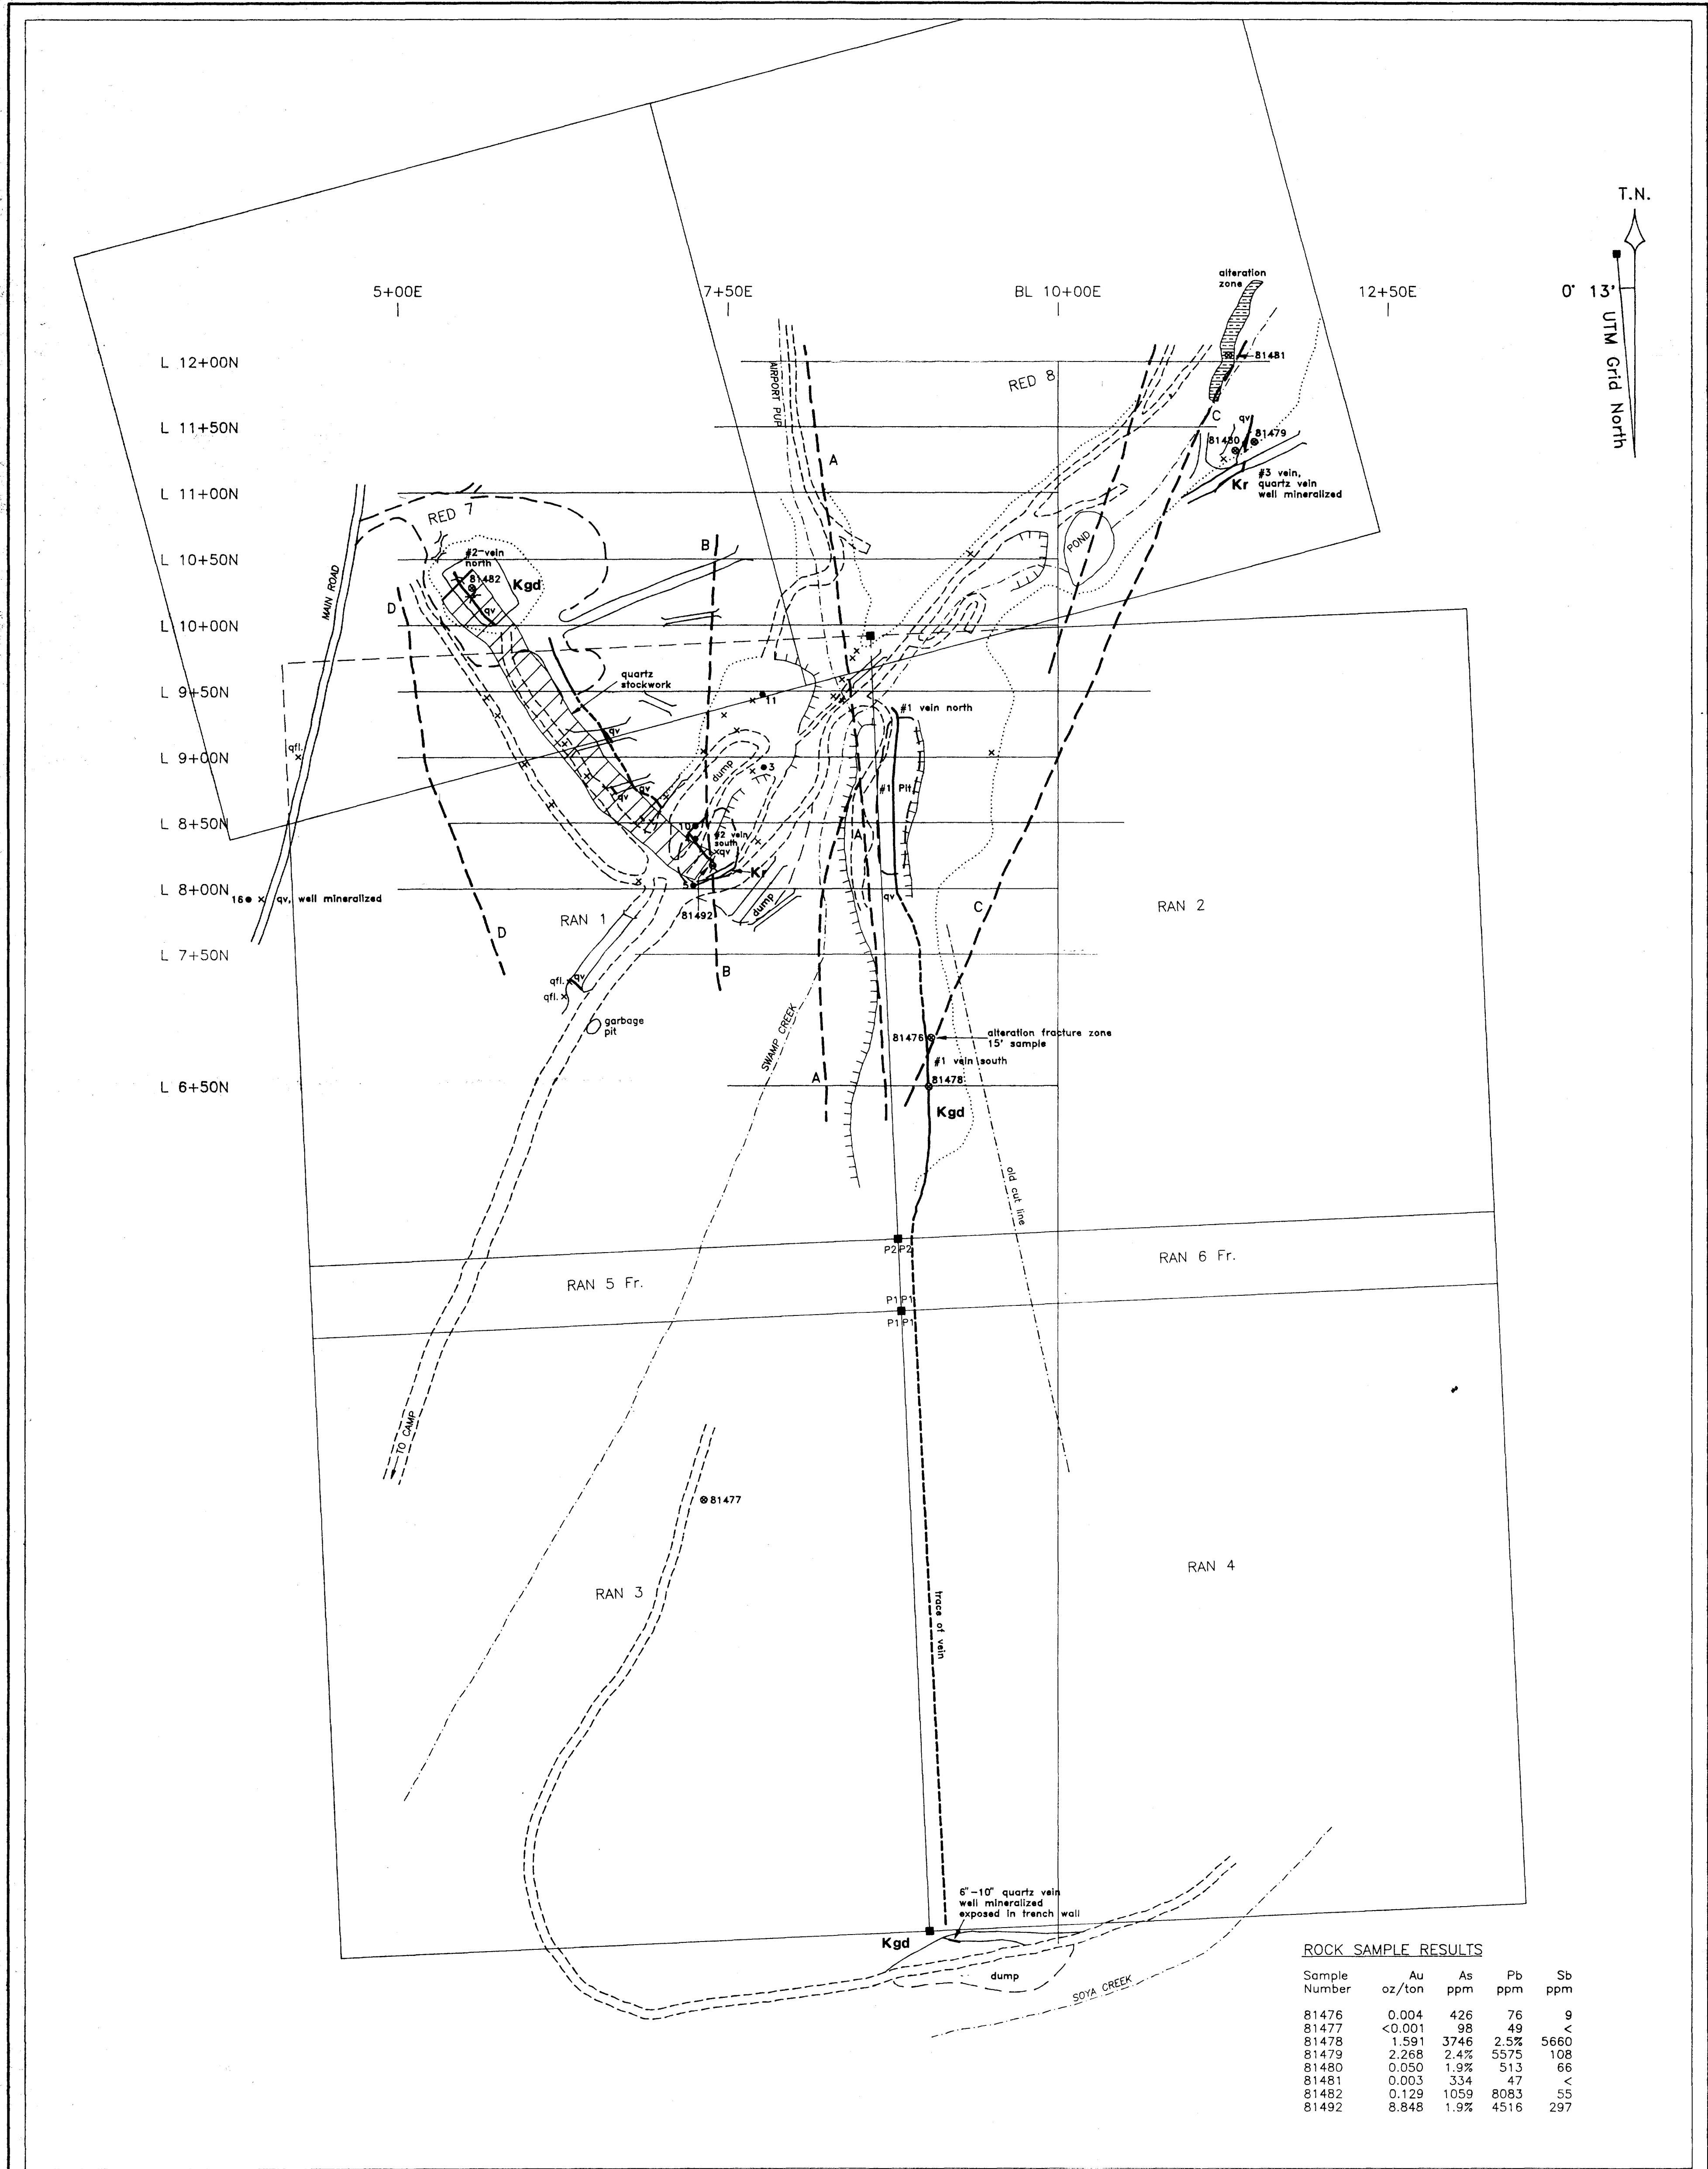 T.N.
0° 13'
UTM Grid North
5+00E
7+50E
BL 10+00E
12+50E
alteration
zone
81481
L 12+00N
RED 8
AIRPORT PUP
L 11+50N
A
C
qv
81480
81479
#3 vein,
quartz vein
well mineralized
Kr
L 11+00N
RED 7
POND
L 10+50N
#2 vein
north
81482
Kgd
qv
B
MAIN ROAD
D
L 10+00N
quartz
stockwork
L 9+50N
11
#1 vein north
qv
qfl.
L 9+00N
dump
3
#1 Pit
qv
qv
L 8+50N
10
#2 vein
south
qv
A
Kr
L 8+00N
5
qv
16
qv, well mineralized
81492
dump
C
RAN 1
RAN 2
D
L 7+50N
B
qfl.
qv
qfl.
garbage
pit
SWAMP CREEK
81476
alteration fracture zone
15' sample
#1 vein south
L 6+50N
A
81478
Kgd
old cut line
P2 P2
RAN 5 Fr.
RAN 6 Fr.
P1 P1
P1 P1
TO CAMP
81477
RAN 3
RAN 4
trace of vein
6"-10" quartz vein
well mineralized
exposed in trench wall
Kgd
dump
SOYA CREEK
ROCK SAMPLE RESULTS
Sample Au As Pb Sb
Number oz/ton ppm ppm ppm
81476 0.004 426 76 9
81477 <0.001 98 49 <
81478 1.591 3746 2.5% 5660
81479 2.268 2.4% 5575 108
81480 0.050 1.9% 513 66
81481 0.003 334 47 <
81482 0.129 1059 8083 55
81492 8.848 1.9% 4516 297